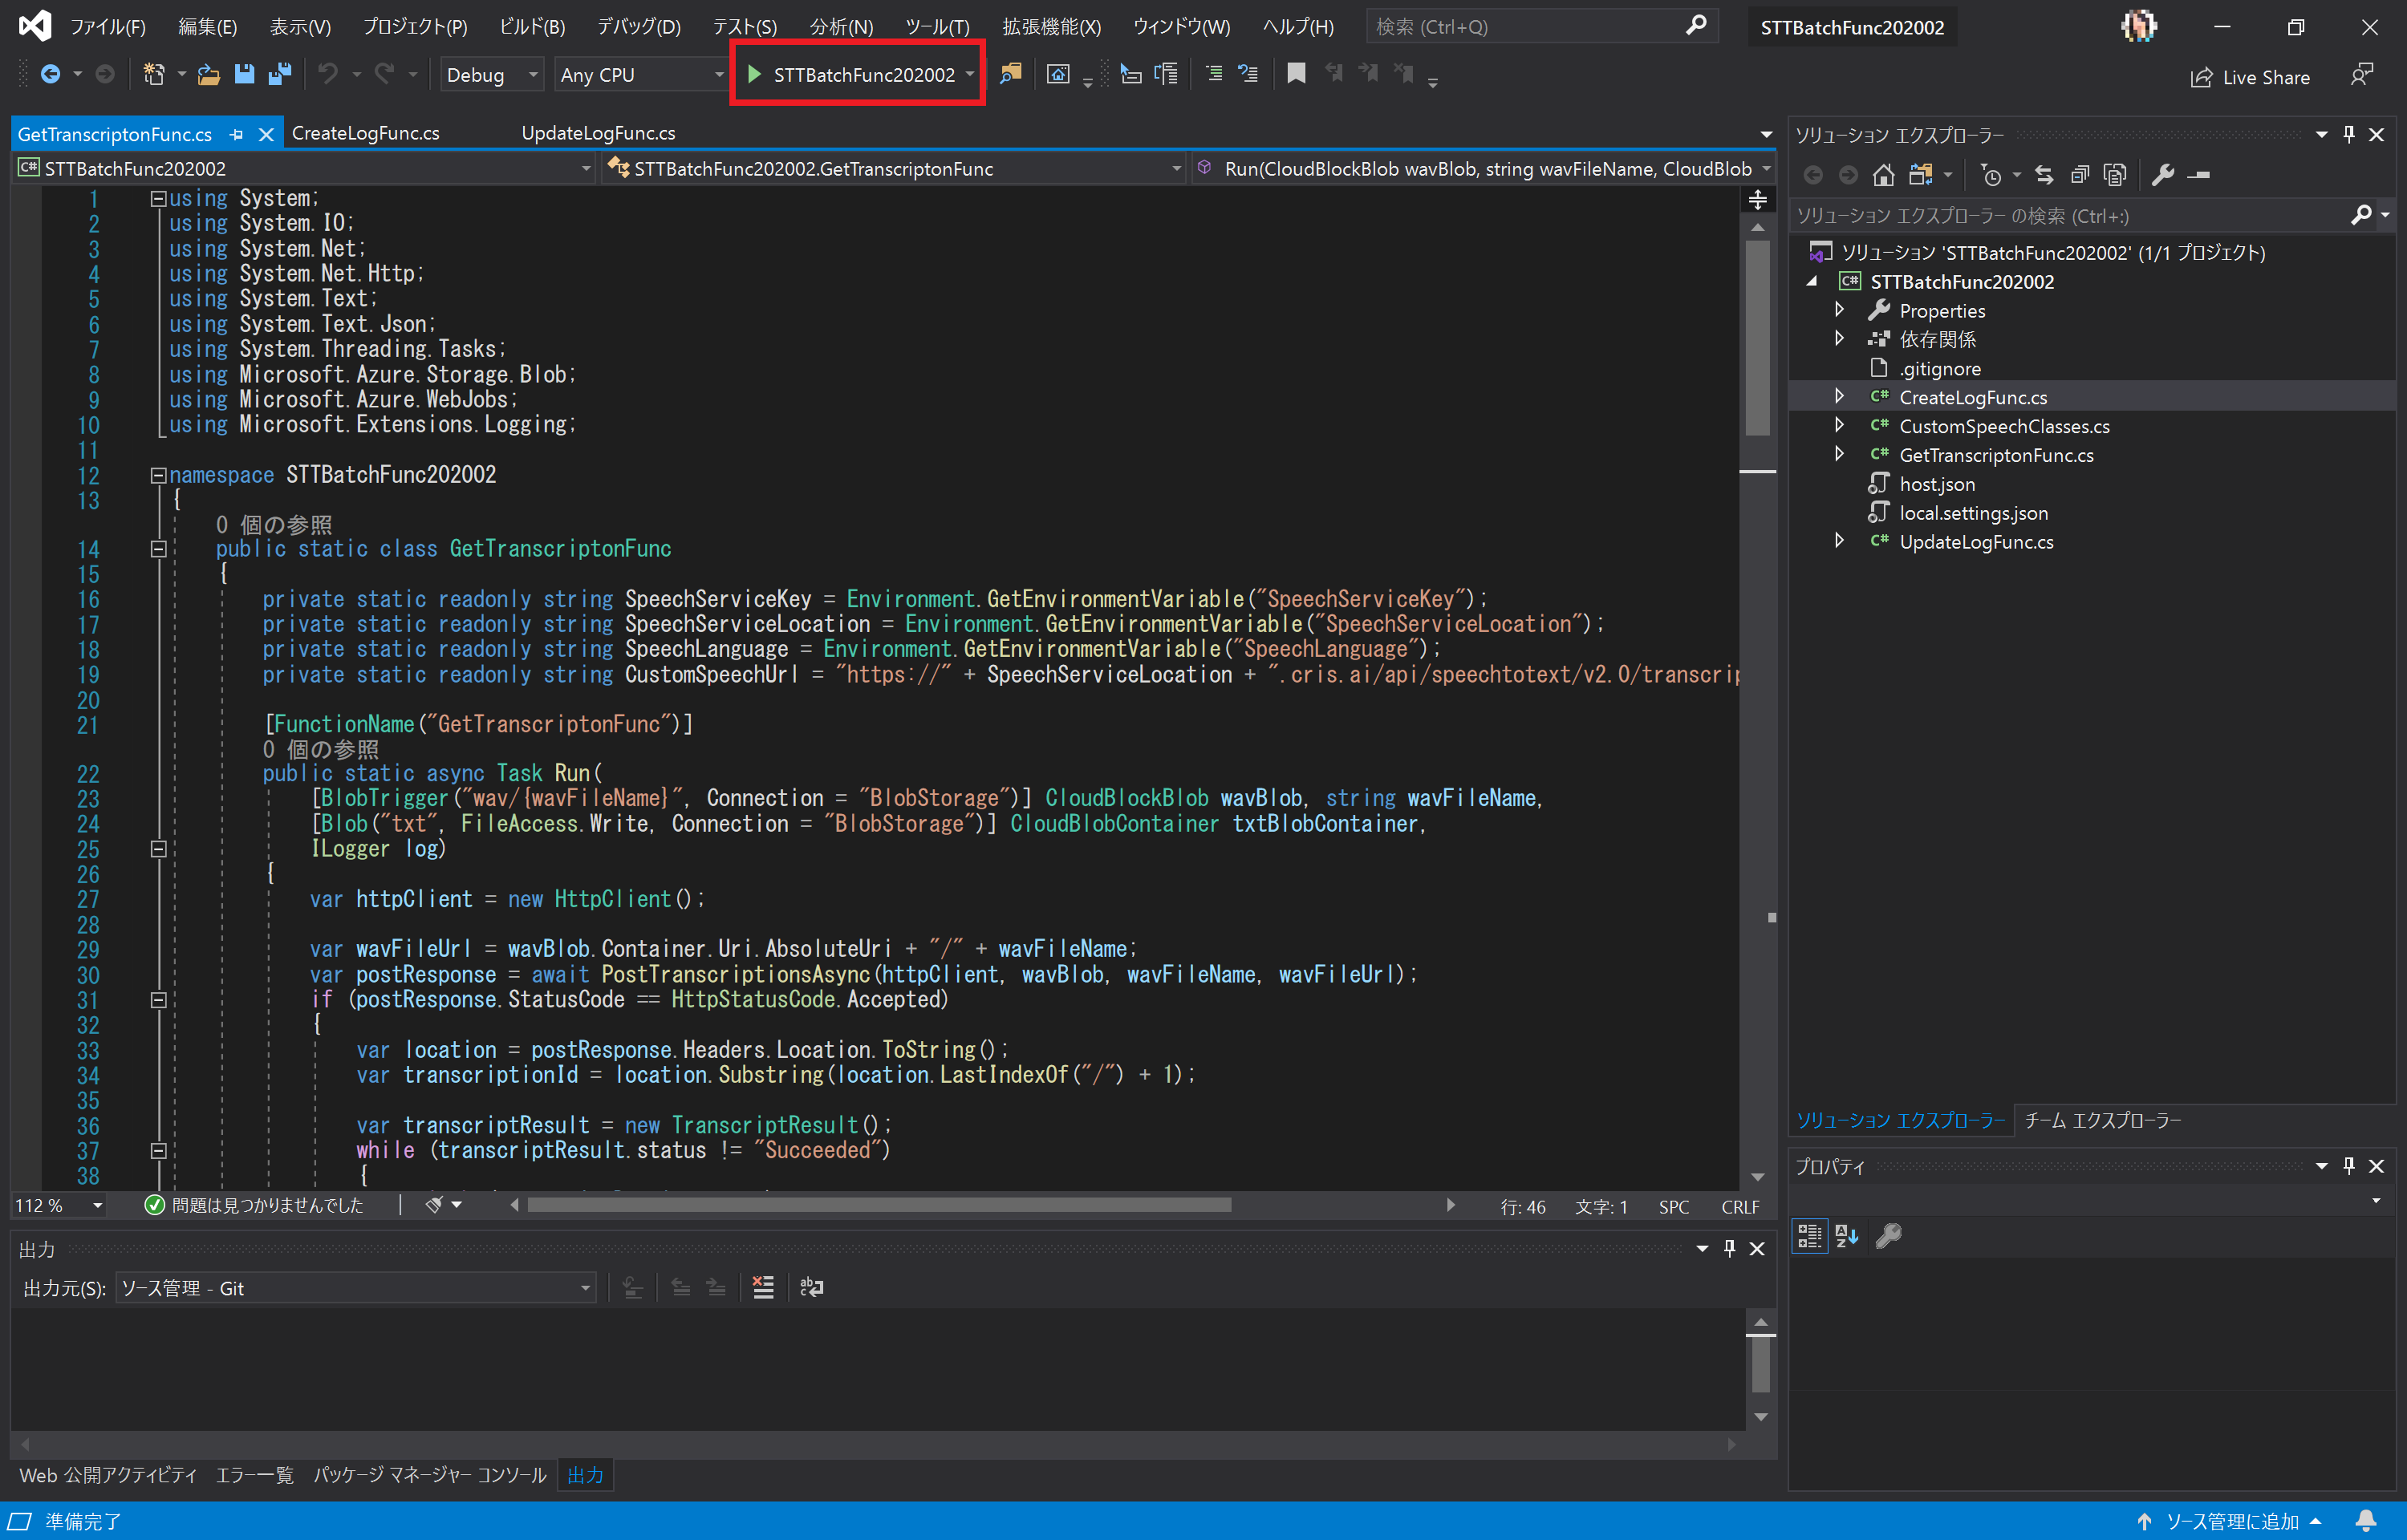 ファイル(F) 編集(E) 表示(V) プロジェクト(P) ビルド(B) デバッグ(D) テスト(S) 分析(N) ツール(T) 拡張機能(X) ウィンドウ(W) ヘルプ(H) 検索 (Ctrl+Q) STTBatchFunc202002
Debug Any CPU STTBatchFunc202002 Live Share
GetTranscriptonFunc.cs CreateLogFunc.cs UpdateLogFunc.cs
STTBatchFunc202002 STTBatchFunc202002.GetTranscriptonFunc Run(CloudBlockBlob wavBlob, string wavFileName, CloudBlob
1 using System;
2 using System.IO;
3 using System.Net;
4 using System.Net.Http;
5 using System.Text;
6 using System.Text.Json;
7 using System.Threading.Tasks;
8 using Microsoft.Azure.Storage.Blob;
9 using Microsoft.Azure.WebJobs;
10 using Microsoft.Extensions.Logging;
11
12 namespace STTBatchFunc202002
13 {
0 個の参照
14 public static class GetTranscriptonFunc
15 {
16 private static readonly string SpeechServiceKey = Environment.GetEnvironmentVariable("SpeechServiceKey");
17 private static readonly string SpeechServiceLocation = Environment.GetEnvironmentVariable("SpeechServiceLocation");
18 private static readonly string SpeechLanguage = Environment.GetEnvironmentVariable("SpeechLanguage");
19 private static readonly string CustomSpeechUrl = "https://" + SpeechServiceLocation + ".cris.ai/api/speechtotext/v2.0/transcrip
20
21 [FunctionName("GetTranscriptonFunc")]
0 個の参照
22 public static async Task Run(
23 [BlobTrigger("wav/{wavFileName}", Connection = "BlobStorage")] CloudBlockBlob wavBlob, string wavFileName,
24 [Blob("txt", FileAccess.Write, Connection = "BlobStorage")] CloudBlobContainer txtBlobContainer,
25 ILogger log)
26 {
27 var httpClient = new HttpClient();
28
29 var wavFileUrl = wavBlob.Container.Uri.AbsoluteUri + "/" + wavFileName;
30 var postResponse = await PostTranscriptionsAsync(httpClient, wavBlob, wavFileName, wavFileUrl);
31 if (postResponse.StatusCode == HttpStatusCode.Accepted)
32 {
33 var location = postResponse.Headers.Location.ToString();
34 var transcriptionId = location.Substring(location.LastIndexOf("/") + 1);
35
36 var transcriptResult = new TranscriptResult();
37 while (transcriptResult.status != "Succeeded")
38 {
112 % 問題は見つかりませんでした 行: 46 文字: 1 SPC CRLF
出力
出力元(S): ソース管理 - Git
Web 公開アクティビティ エラー一覧 パッケージ マネージャー コンソール 出力
ソリューション エクスプローラー
ソリューション エクスプローラー の検索 (Ctrl+:)
ソリューション 'STTBatchFunc202002' (1/1 プロジェクト)
C# STTBatchFunc202002
Properties
依存関係
.gitignore
C# CreateLogFunc.cs
C# CustomSpeechClasses.cs
C# GetTranscriptonFunc.cs
host.json
local.settings.json
C# UpdateLogFunc.cs
ソリューション エクスプローラー チーム エクスプローラー
プロパティ
準備完了 ソース管理に追加